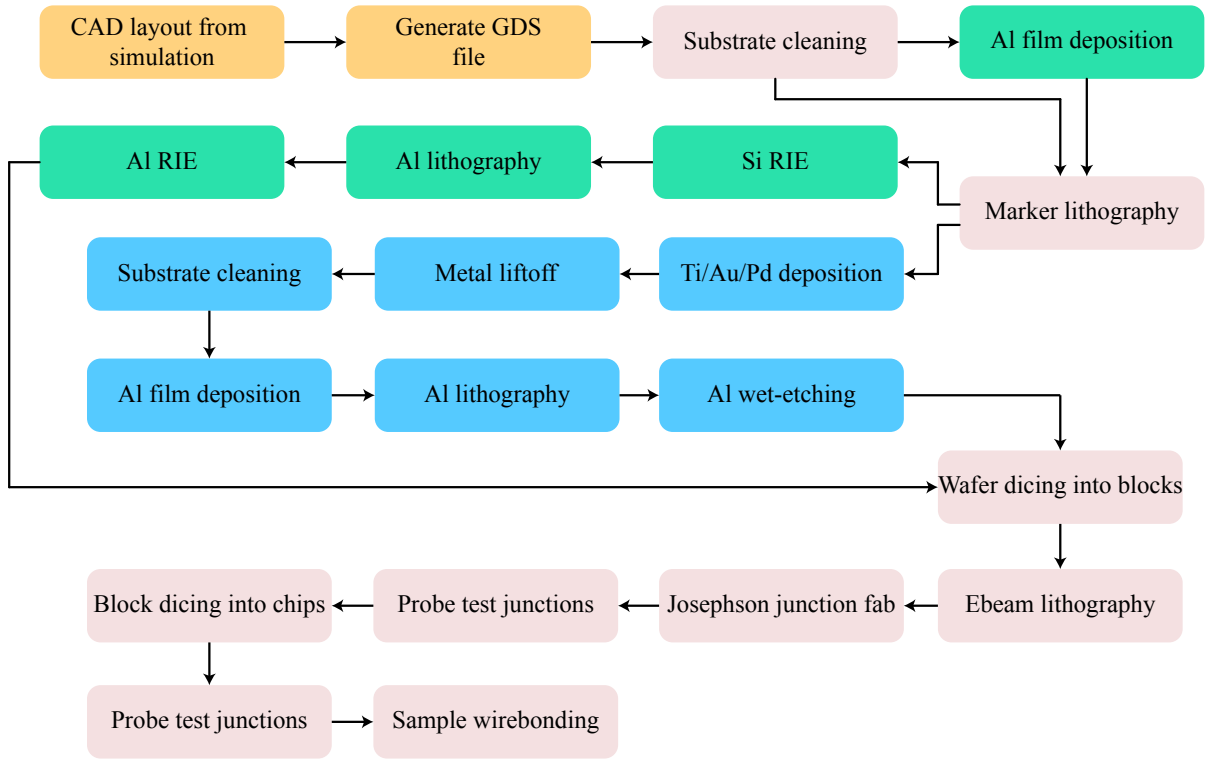 CAD layout from
simulation
Generate GDS
file
Substrate cleaning
Al film deposition
Al RIE
Al lithography
Si RIE
Marker lithography
Substrate cleaning
Metal liftoff
Ti/Au/Pd deposition
Al film deposition
Al lithography
Al wet-etching
Wafer dicing into blocks
Block dicing into chips
Probe test junctions
Josephson junction fab
Ebeam lithography
Probe test junctions
Sample wirebonding